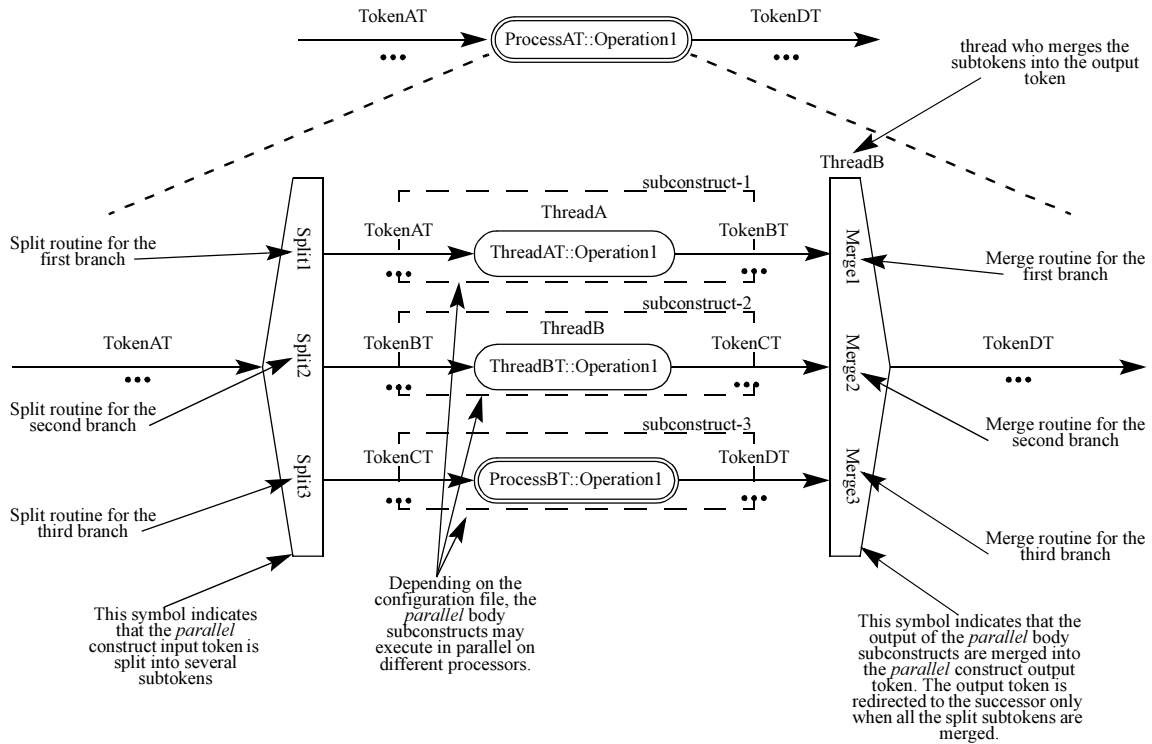 TokenAT
ProcessAT::Operation1
TokenDT
•••
•••
thread who merges the
subtokens into the output
token
ThreadB
subconstruct-1
ThreadA
Split routine for the
first branch
Split1
TokenAT
ThreadAT::Operation1
TokenBT
Merge1
Merge routine for the
first branch
•••
•••
subconstruct-2
ThreadB
TokenAT
•••
Split2
TokenBT
ThreadBT::Operation1
TokenCT
Merge2
TokenDT
•••
•••
•••
Split routine for the
second branch
Merge routine for the
second branch
subconstruct-3
TokenCT
ProcessBT::Operation1
TokenDT
Split3
Merge3
•••
•••
Split routine for the
third branch
Merge routine for the
third branch
This symbol indicates
that the parallel
construct input token is
split into several
subtokens
Depending on the
configuration file, the
parallel body
subconstructs may
execute in parallel on
different processors.
This symbol indicates that the
output of the parallel body
subconstructs are merged into
the parallel construct output
token. The output token is
redirected to the successor only
when all the split subtokens are
merged.